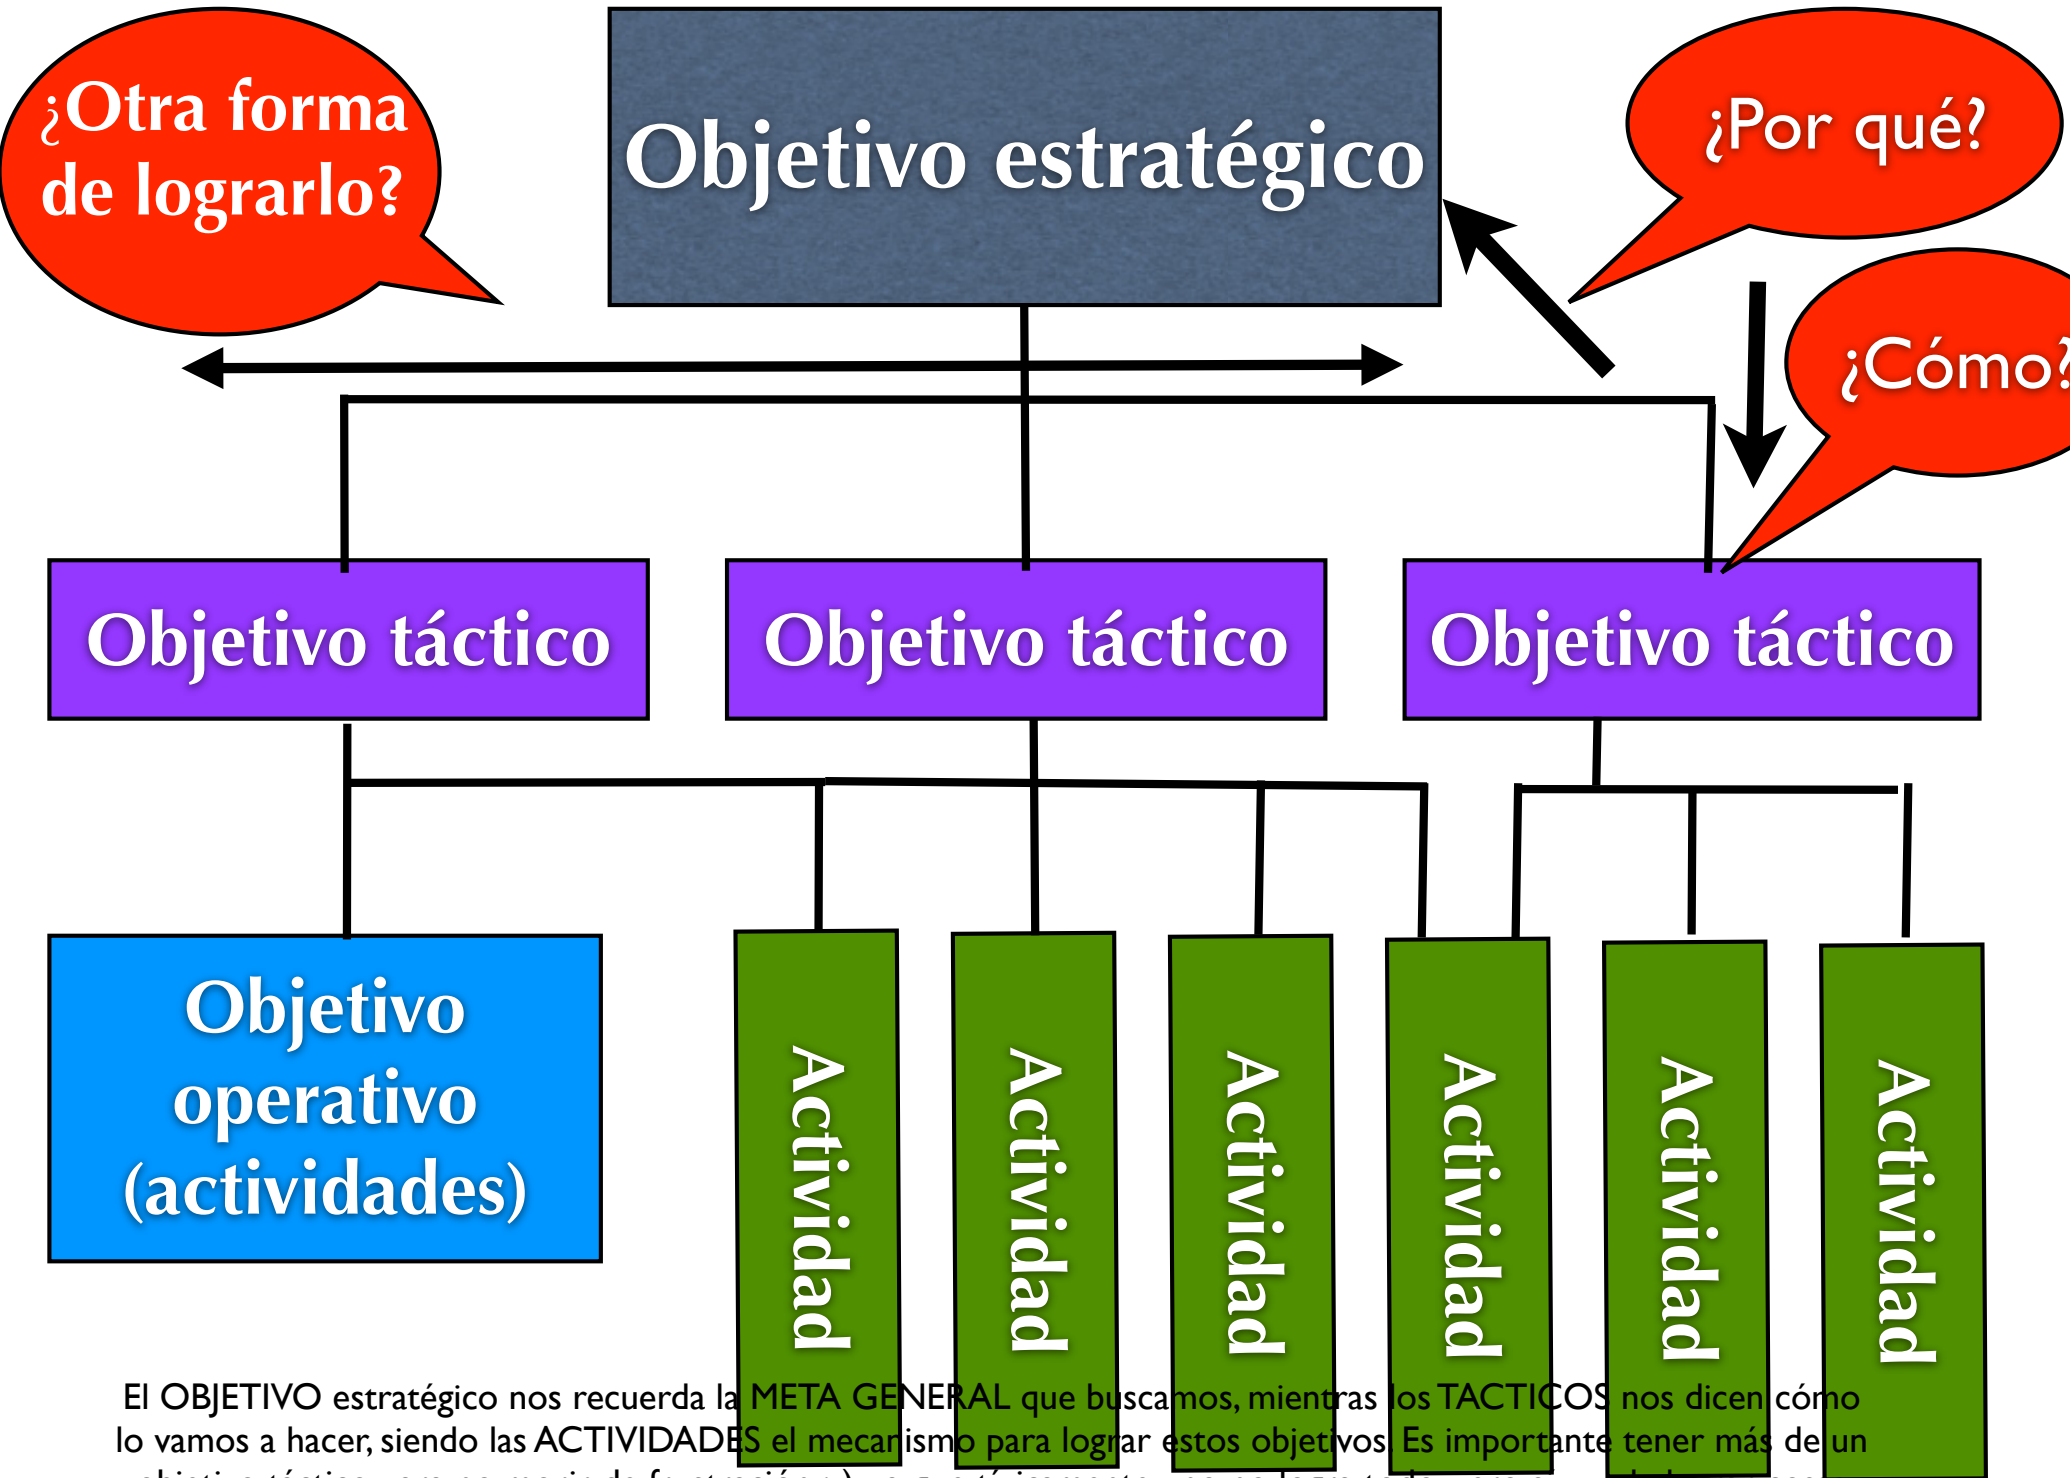 ¿Otra forma
de lograrlo?
Objetivo estratégico
¿Por qué?
¿Cómo?
Objetivo táctico
Objetivo táctico
Objetivo táctico
Objetivo
operativo
(actividades)
Actividad
Actividad
Actividad
Actividad
Actividad
Actividad
El OBJETIVO estratégico nos recuerda la META GENERAL que buscamos, mientras los TACTICOS nos dicen cómo
lo vamos a hacer, siendo las ACTIVIDADES el mecanismo para lograr estos objetivos. Es importante tener más de un